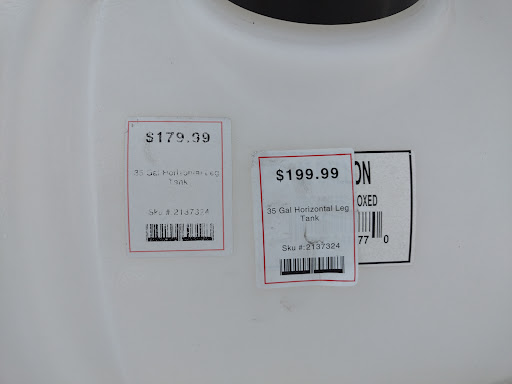 $179.99
35 Gal Horizontal Leg
Tank
Sku #:2137324
$199.99
35 Gal Horizontal Leg
Tank
Sku #:2137324
ON
OXED
77 0